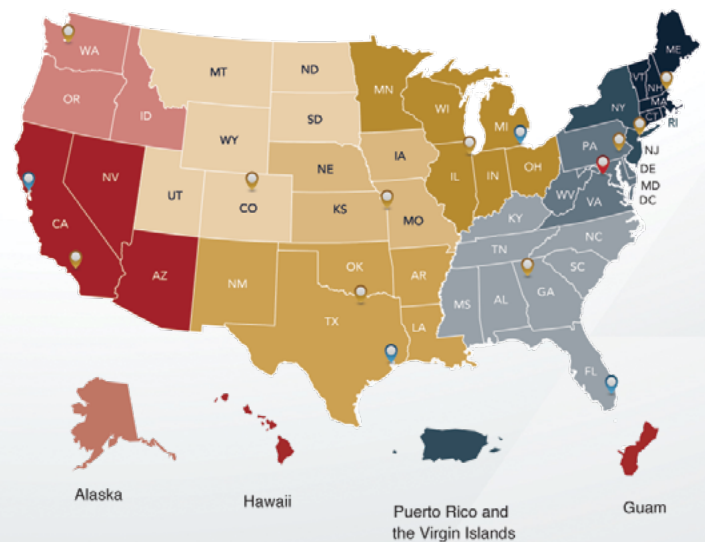 ME
WA
VT
NH
MT
ND
MN
OR
MA
ID
WI
NY
CT
RI
SD
MI
WY
PA
NJ
IA
NE
OH
DE
NV
IL
IN
MD
UT
WV
VA
DC
CO
CA
KS
MO
KY
NC
TN
OK
AZ
NM
AR
SC
MS
AL
GA
TX
LA
FL
Alaska
Hawaii
Puerto Rico and
the Virgin Islands
Guam